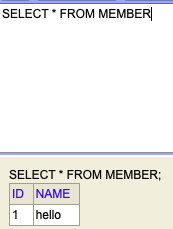 SELECT * FROM MEMBER
SELECT * FROM MEMBER;
ID NAME
1 hello